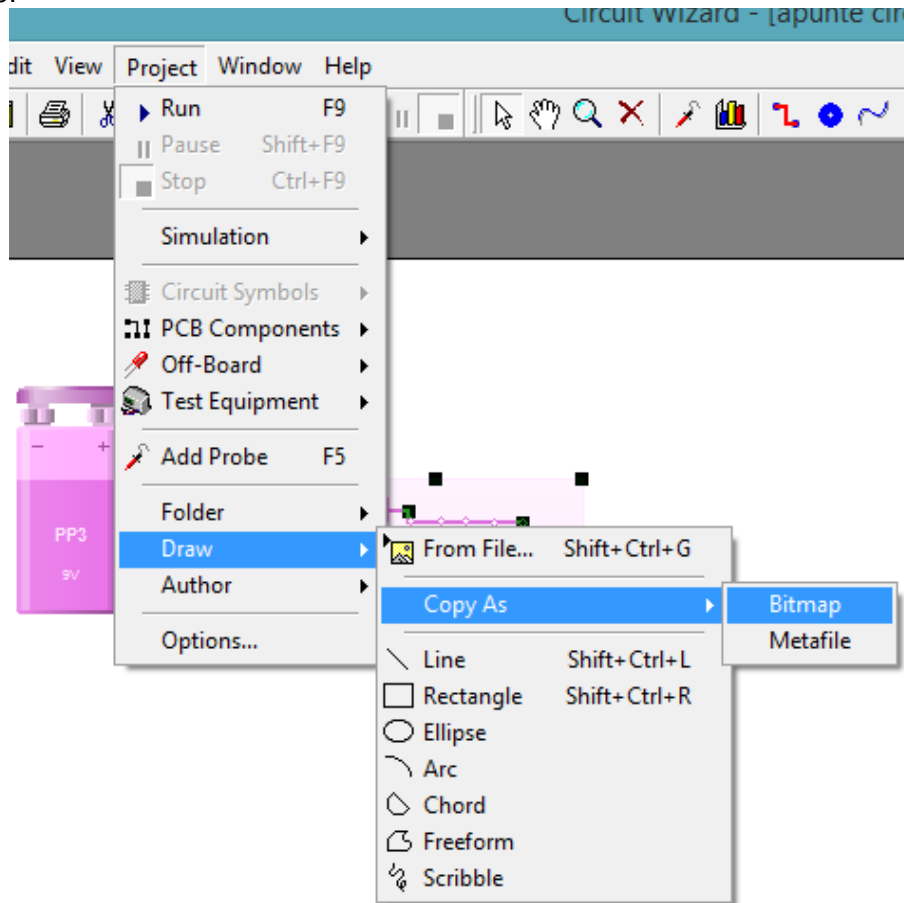 Circuit Wizard - [apunte cir
dit View Project Window Help
Run F9
Pause Shift+F9
Stop Ctrl+F9
Simulation
Circuit Symbols
PCB Components
Off-Board
Test Equipment
Add Probe F5
Folder
Draw
Author
Options...
From File... Shift+Ctrl+G
Copy As
Line Shift+Ctrl+L
Rectangle Shift+Ctrl+R
Ellipse
Arc
Chord
Freeform
Scribble
Bitmap
Metafile
- +
PP3
9V